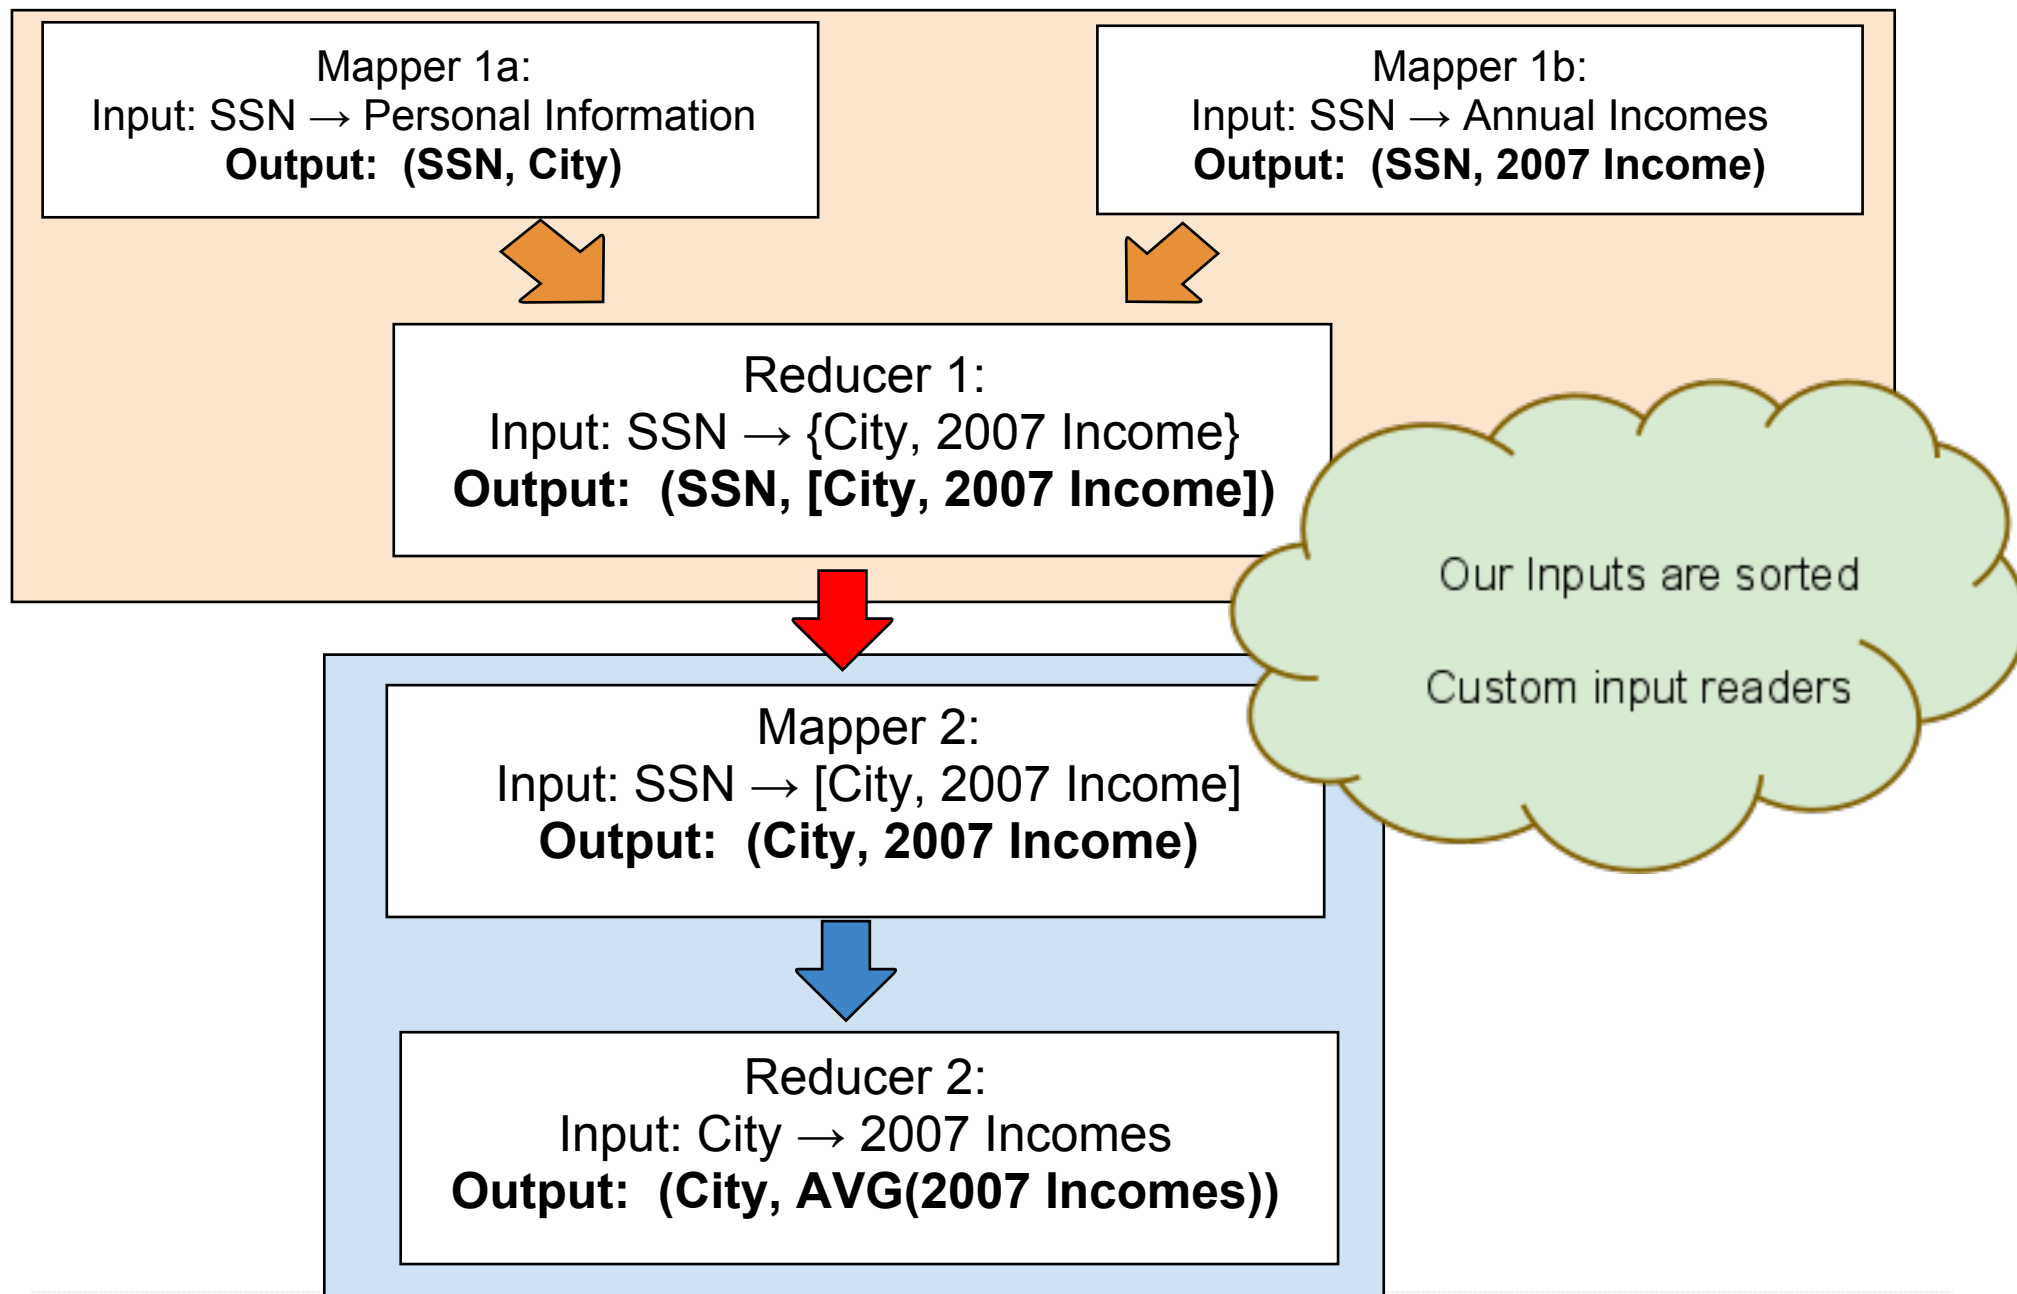 Mapper 1a:
Input: SSN → Personal Information
Output:  (SSN, City)
Mapper 1b:
Input: SSN → Annual Incomes
Output:  (SSN, 2007 Income)
Reducer 1:
Input: SSN → {City, 2007 Income}
Output:  (SSN, [City, 2007 Income])
Our Inputs are sorted
Custom input readers
Mapper 2:
Input: SSN → [City, 2007 Income]
Output:  (City, 2007 Income)
Reducer 2:
Input: City → 2007 Incomes
Output:  (City, AVG(2007 Incomes))